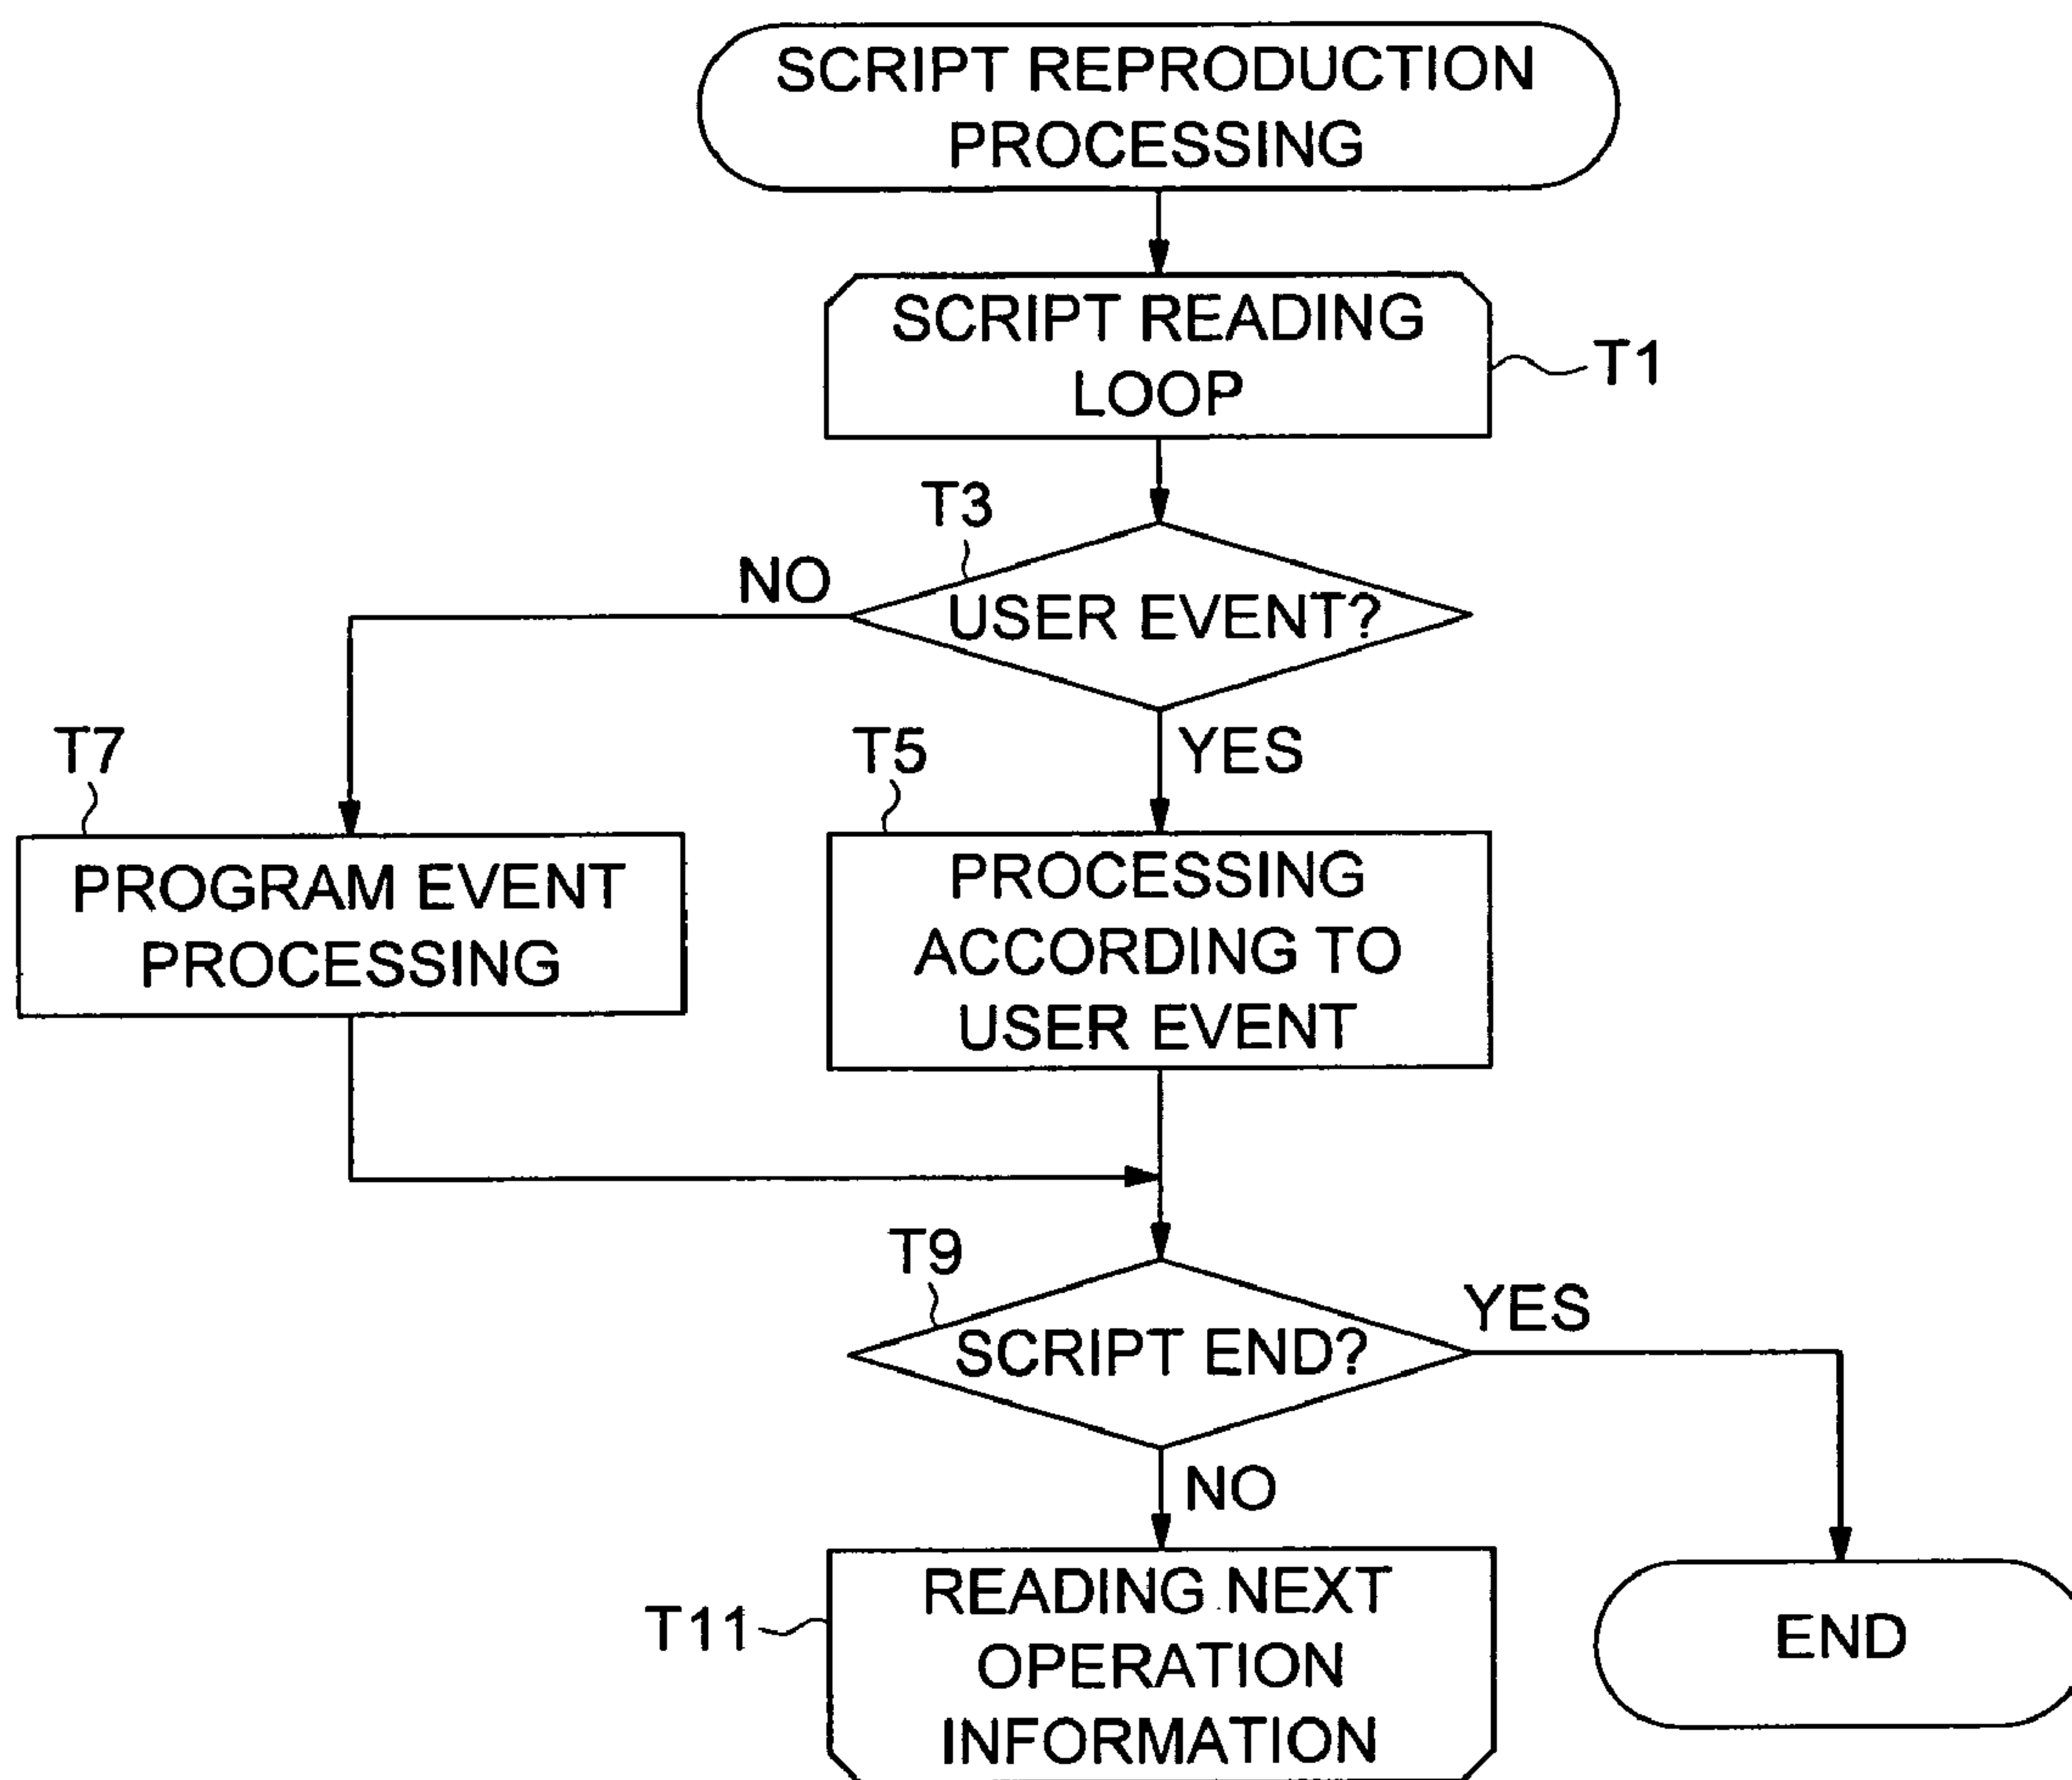 SCRIPT REPRODUCTION
PROCESSING
SCRIPT READING
LOOP
T1
T3
NO
USER EVENT?
T7
T5
YES
PROGRAM EVENT
PROCESSING
PROCESSING
ACCORDING TO
USER EVENT
T9
YES
SCRIPT END?
NO
READING NEXT
OPERATION
INFORMATION
T11
END